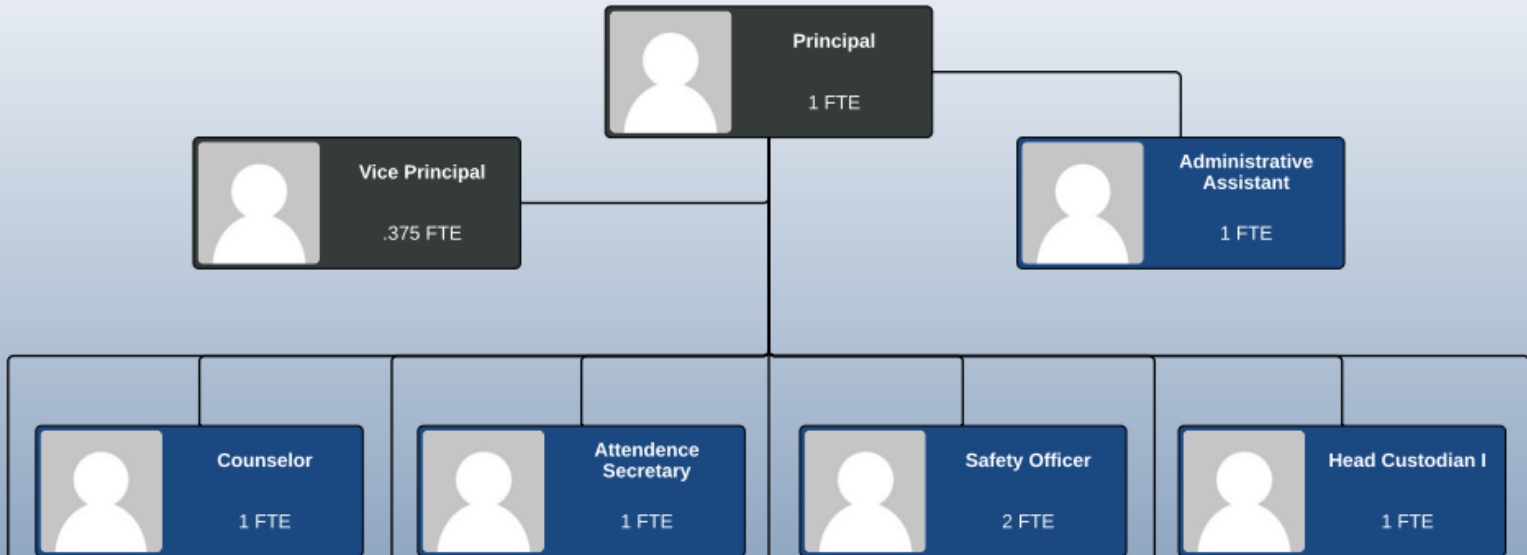 Principal
1 FTE
Vice Principal
.375 FTE
Administrative
Assistant
1 FTE
Counselor
1 FTE
Attendence
Secretary
1 FTE
Safety Officer
2 FTE
Head Custodian I
1 FTE